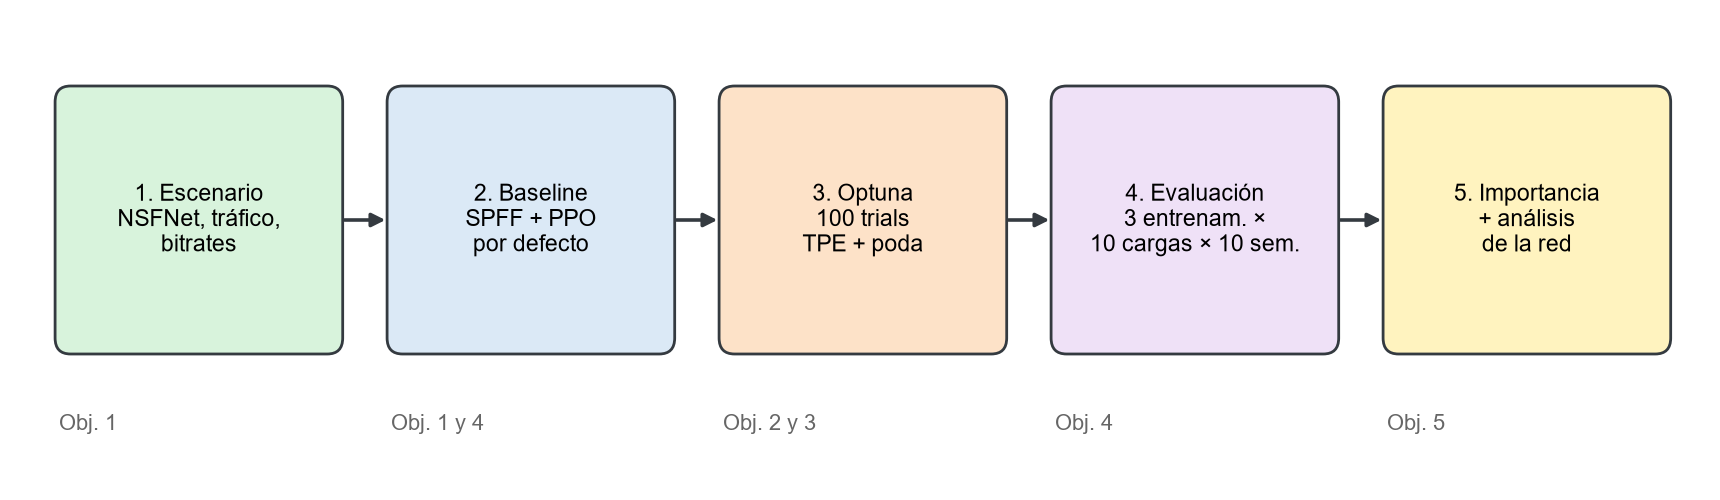 1. Escenario
NSFNet, tráfico,
bitrates
2. Baseline
SPFF + PPO
por defecto
3. Optuna
100 trials
TPE + poda
4. Evaluación
3 entrenam. ×
10 cargas × 10 sem.
5. Importancia
+ análisis
de la red
Obj. 1
Obj. 1 y 4
Obj. 2 y 3
Obj. 4
Obj. 5